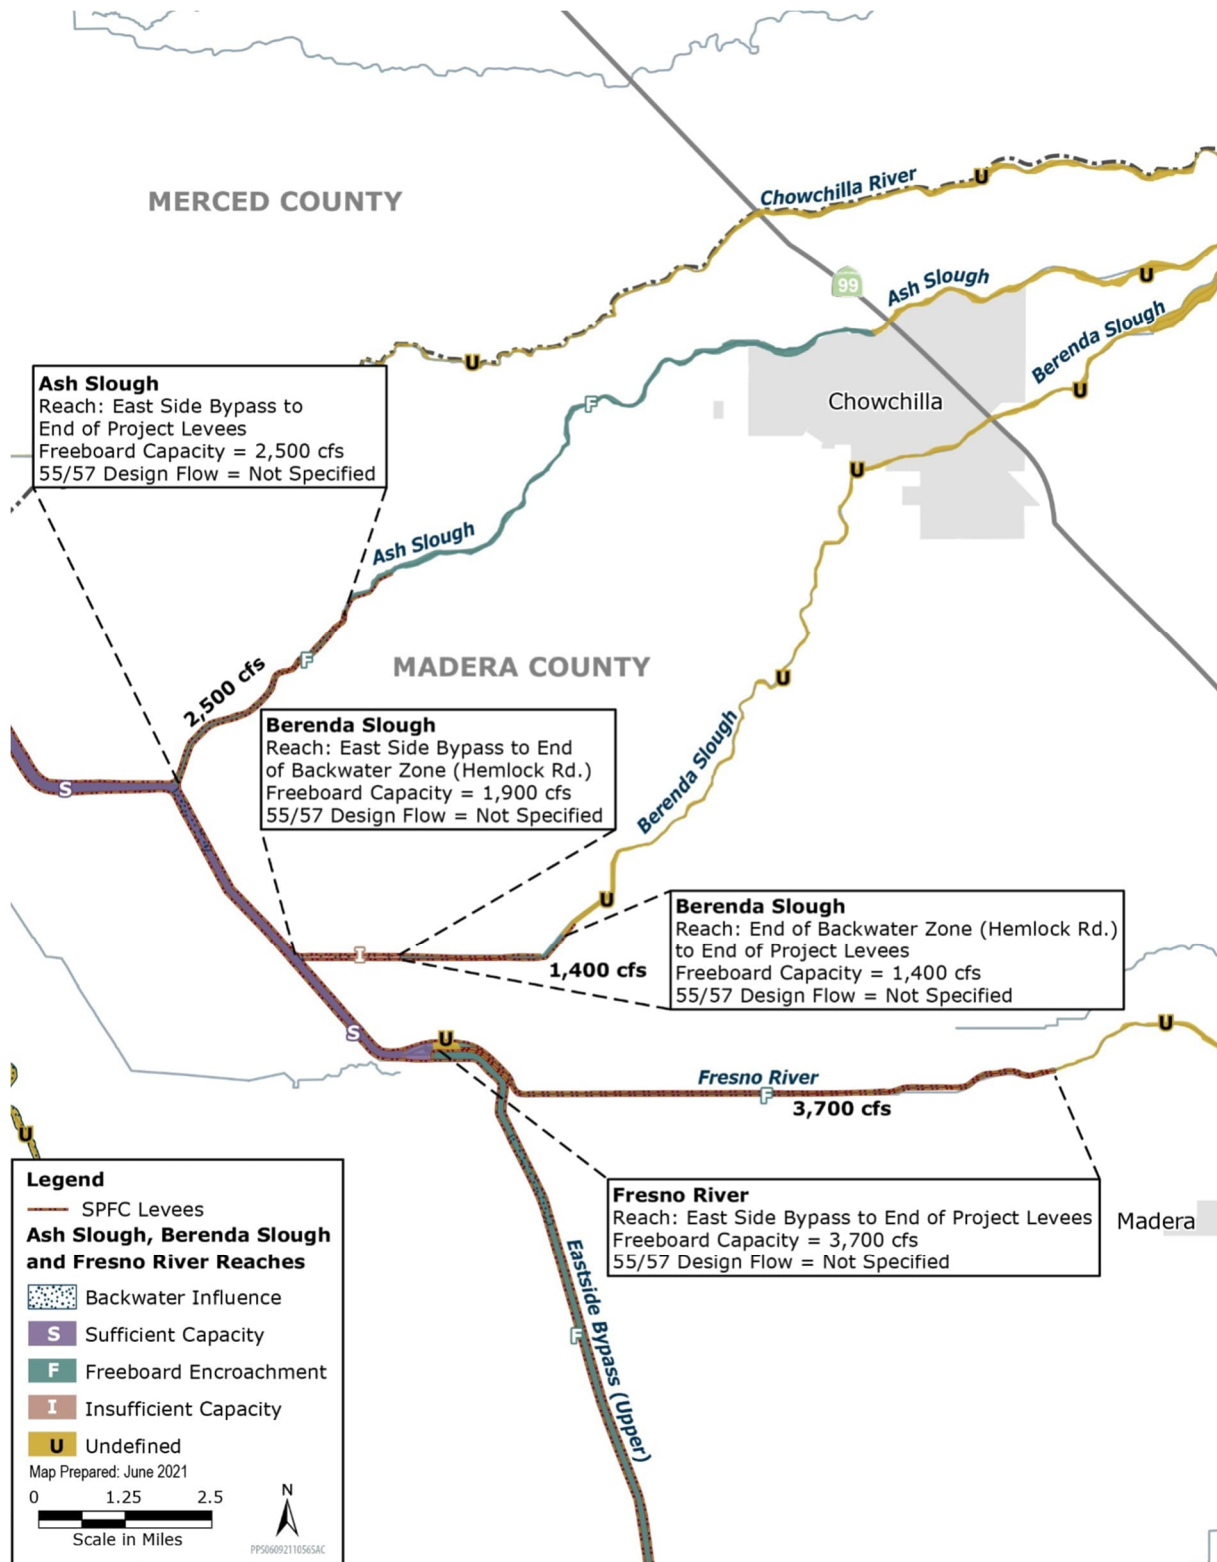 MERCED COUNTY
Chowchilla River
U
99
Ash Slough
U
Berenda Slough
U
U
Ash Slough
Reach: East Side Bypass to
End of Project Levees
Freeboard Capacity = 2,500 cfs
55/57 Design Flow = Not Specified
F
Chowchilla
U
Ash Slough
F
2,500 cfs
MADERA COUNTY
U
Berenda Slough
Reach: East Side Bypass to End
of Backwater Zone (Hemlock Rd.)
Freeboard Capacity = 1,900 cfs
55/57 Design Flow = Not Specified
Berenda Slough
S
U
Berenda Slough
Reach: End of Backwater Zone (Hemlock Rd.)
to End of Project Levees
Freeboard Capacity = 1,400 cfs
55/57 Design Flow = Not Specified
I
1,400 cfs
S
U
U
Fresno River
F
3,700 cfs
U
Fresno River
Reach: East Side Bypass to End of Project Levees
Freeboard Capacity = 3,700 cfs
55/57 Design Flow = Not Specified
Madera
Eastside Bypass (Upper)
F
Legend
SPFC Levees
Ash Slough, Berenda Slough
and Fresno River Reaches
Backwater Influence
S Sufficient Capacity
F Freeboard Encroachment
I Insufficient Capacity
U Undefined
Map Prepared: June 2021
0 1.25 2.5
Scale in Miles
N
PPS0609211056SAC